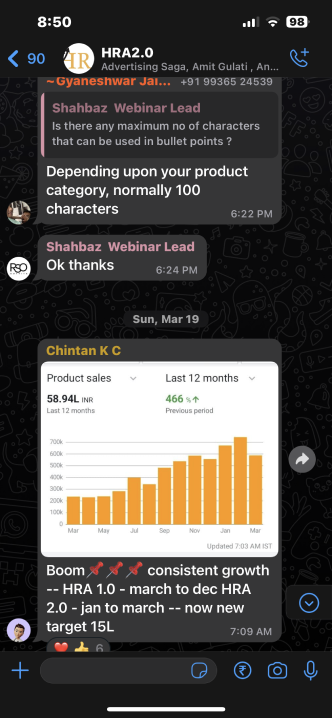 8:50
98
90
HR
HRA2.0
Advertising Saga, Amit Gulati , An...
~Gyaneshwar Jai... +91 99365 24539
Shahbaz Webinar Lead
Is there any maximum no of characters
that can be used in bullet points ?
Depending upon your product
category, normally 100
characters
6:22 PM
Shahbaz Webinar Lead
Ok thanks
6:24 PM
RSO
Sun, Mar 19
Chintan K C
Product sales Last 12 months
58.94L INR 466 %↑
Last 12 months Previous period
700k
600k
500k
400k
300k
200k
100k
0
Mar May Jul Sep Nov Jan Mar
Updated 7:03 AM IST
Boom📌📌📌 consistent growth
-- HRA 1.0 - march to dec HRA
2.0 - jan to march -- now new
target 15L
7:09 AM
❤️👍 6
₹